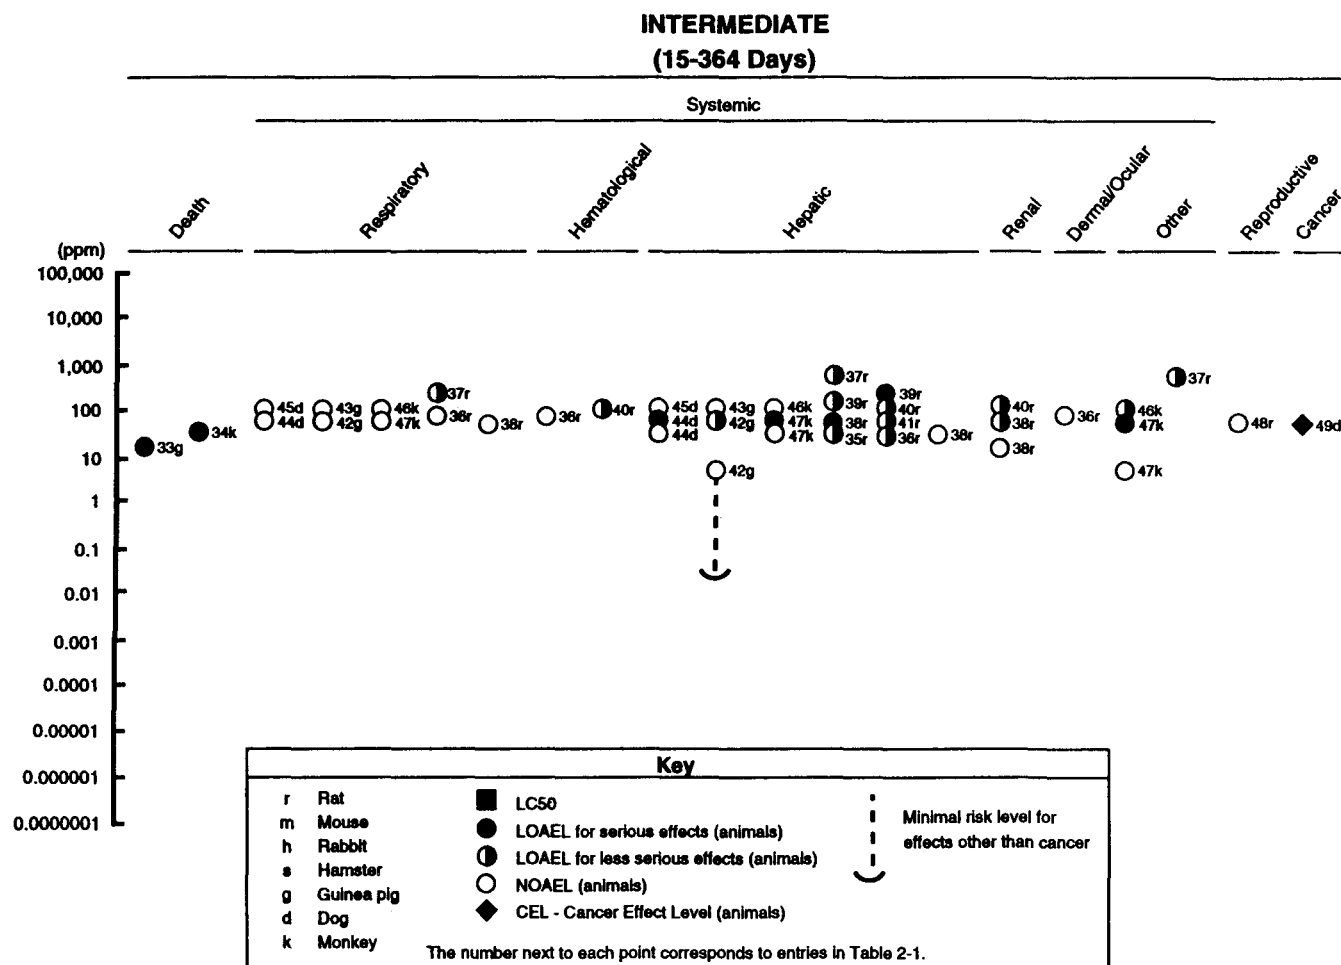 INTERMEDIATE
(15-364 Days)
Systemic
Death
Respiratory
Hematological
Hepatic
Renal
Dermal/Ocular
Other
Reproductive
Cancer
(ppm)
100,000
10,000
1,000
100
10
1
0.1
0.01
0.001
0.0001
0.00001
0.000001
0.0000001
37r 39r 37r
37r
45d 43g 46k 36r 36r 40r 45d 43g 46k 39r 40r 40r 36r 46k
44d 42g 47k 38r 44d 42g 47k 38r 41r 38r 47k 48r 49d
33g 34k 44d 47k 35r 36r 38r 38r
42g 47k
Key
r Rat
m Mouse
h Rabbit
s Hamster
g Guinea pig
d Dog
k Monkey
LC50
LOAEL for serious effects (animals)
LOAEL for less serious effects (animals)
NOAEL (animals)
CEL - Cancer Effect Level (animals)
Minimal risk level for
effects other than cancer
The number next to each point corresponds to entries in Table 2-1.